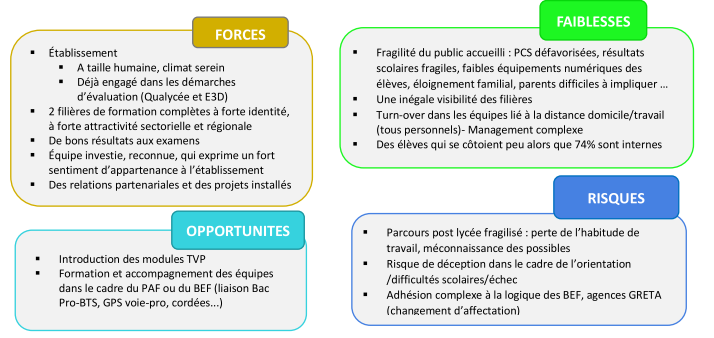 FORCES
▪ Établissement
▪ A taille humaine, climat serein
▪ Déjà engagé dans les démarches
d’évaluation (Qualycée et E3D)
▪ 2 filières de formation complètes à forte identité,
à forte attractivité sectorielle et régionale
▪ De bons résultats aux examens
▪ Équipe investie, reconnue, qui exprime un fort
sentiment d’appartenance à l’établissement
▪ Des relations partenariales et des projets installés
FAIBLESSES
▪ Fragilité du public accueilli : PCS défavorisées, résultats
scolaires fragiles, faibles équipements numériques des
élèves, éloignement familial, parents difficiles à impliquer …
▪ Une inégale visibilité des filières
▪ Turn-over dans les équipes lié à la distance domicile/travail
(tous personnels)- Management complexe
▪ Des élèves qui se côtoient peu alors que 74% sont internes
OPPORTUNITES
▪ Introduction des modules TVP
▪ Formation et accompagnement des équipes
dans le cadre du PAF ou du BEF (liaison Bac
Pro-BTS, GPS voie-pro, cordées...)
RISQUES
▪ Parcours post lycée fragilisé : perte de l’habitude de
travail, méconnaissance des possibles
▪ Risque de déception dans le cadre de l’orientation
/difficultés scolaires/échec
▪ Adhésion complexe à la logique des BEF, agences GRETA
(changement d’affectation)